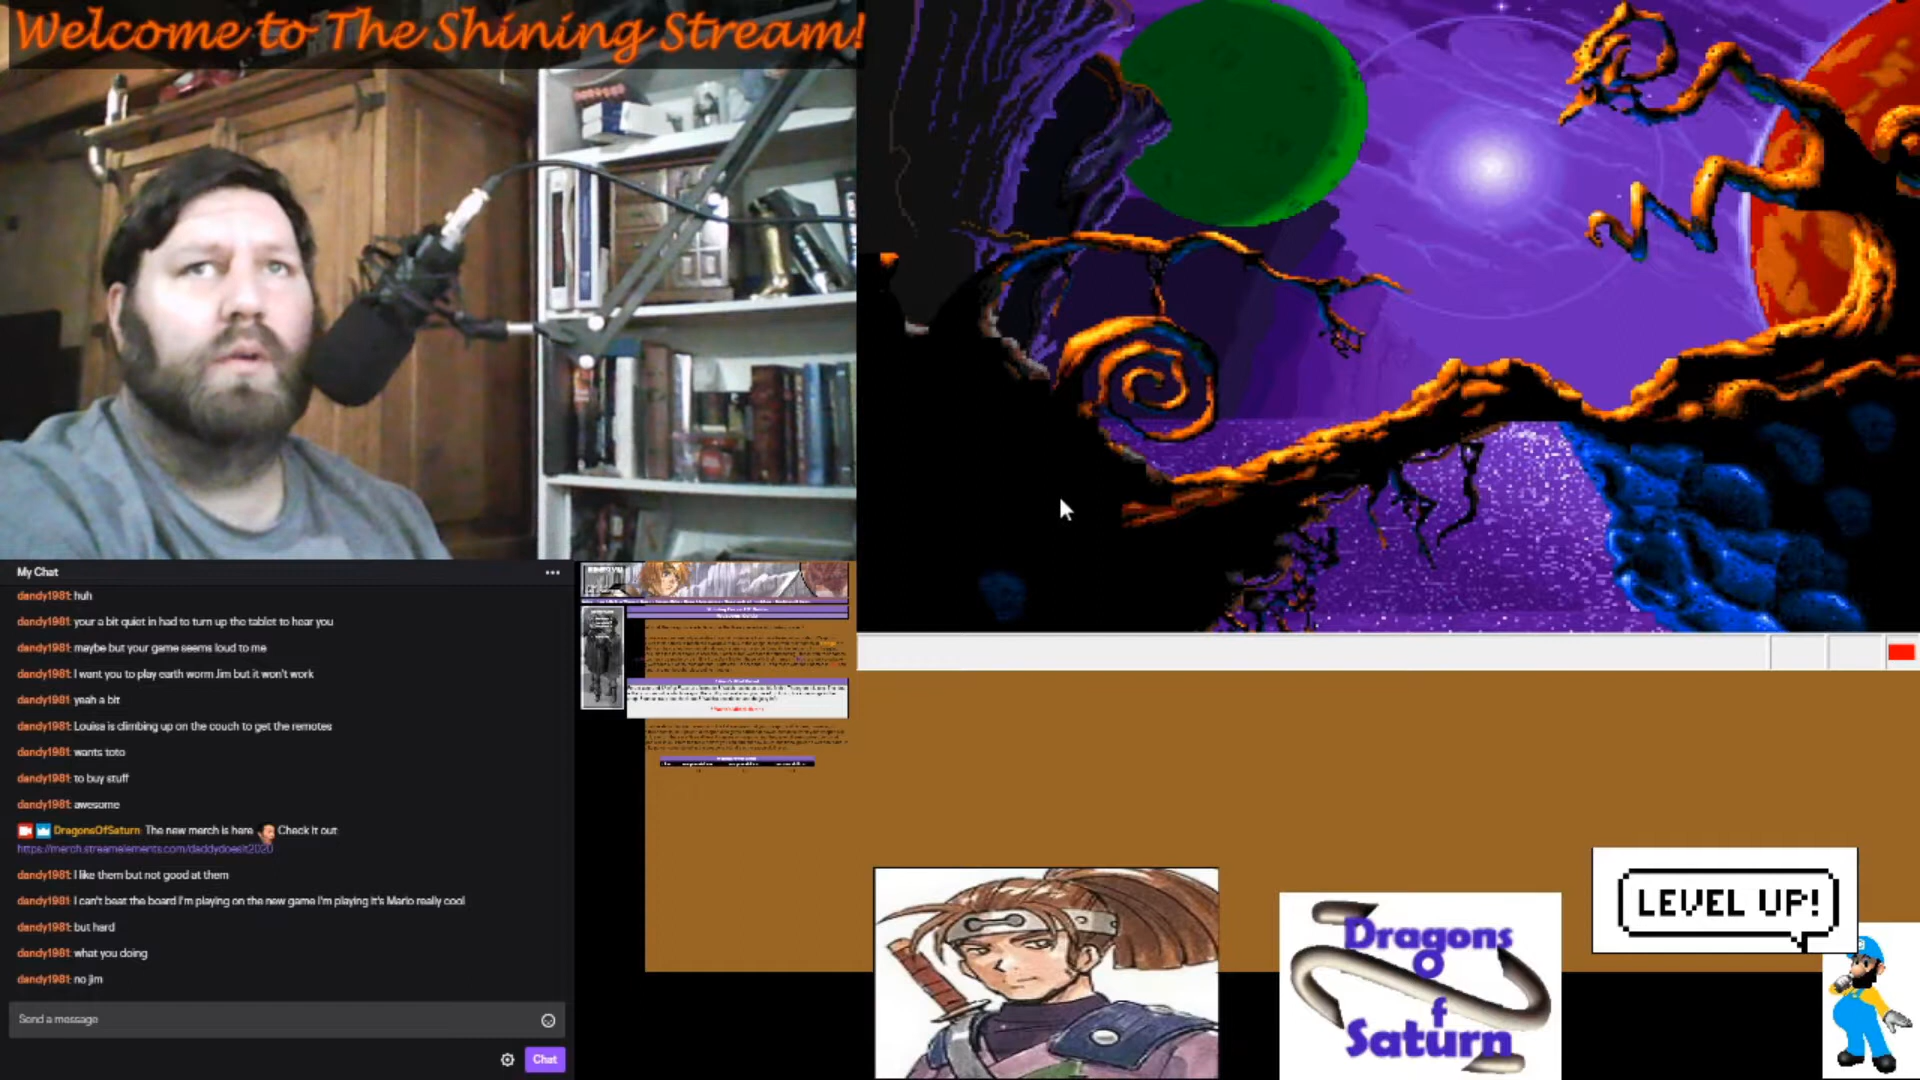 Welcome to The Shining Stream!
My Chat
dandy1981: huh
dandy1981: your a bit quiet in had to turn up the tablet to hear you
dandy1981: maybe but your game seems loud to me
dandy1981: I want you to play earth worm Jim but it won't work
dandy1981: yeah a bit
dandy1981: Louisa is climbing up on the couch to get the remotes
dandy1981: wants toto
dandy1981: to buy stuff
dandy1981: awesome
DragonsOfSaturn: The new merch is here Check it out:
https://merch.streamelements.com/daddydoesit2020
dandy1981: I like them but not good at them
dandy1981: I can't beat the board I'm playing on the new game I'm playing it's Mario really cool
dandy1981: but hard
dandy1981: what you doing
dandy1981: no jim
Send a message
Chat
LEVEL UP!
Dragons
O
f
Saturn